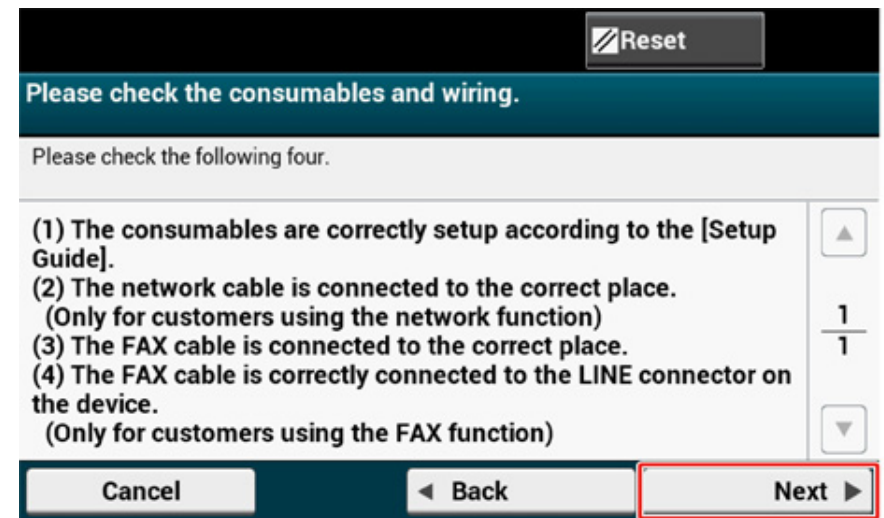 Reset
Please check the consumables and wiring.
Please check the following four.
(1) The consumables are correctly setup according to the [Setup
Guide].
(2) The network cable is connected to the correct place.
(Only for customers using the network function)
(3) The FAX cable is connected to the correct place.
(4) The FAX cable is correctly connected to the LINE connector on
the device.
(Only for customers using the FAX function)
1
1
Cancel
Back
Next